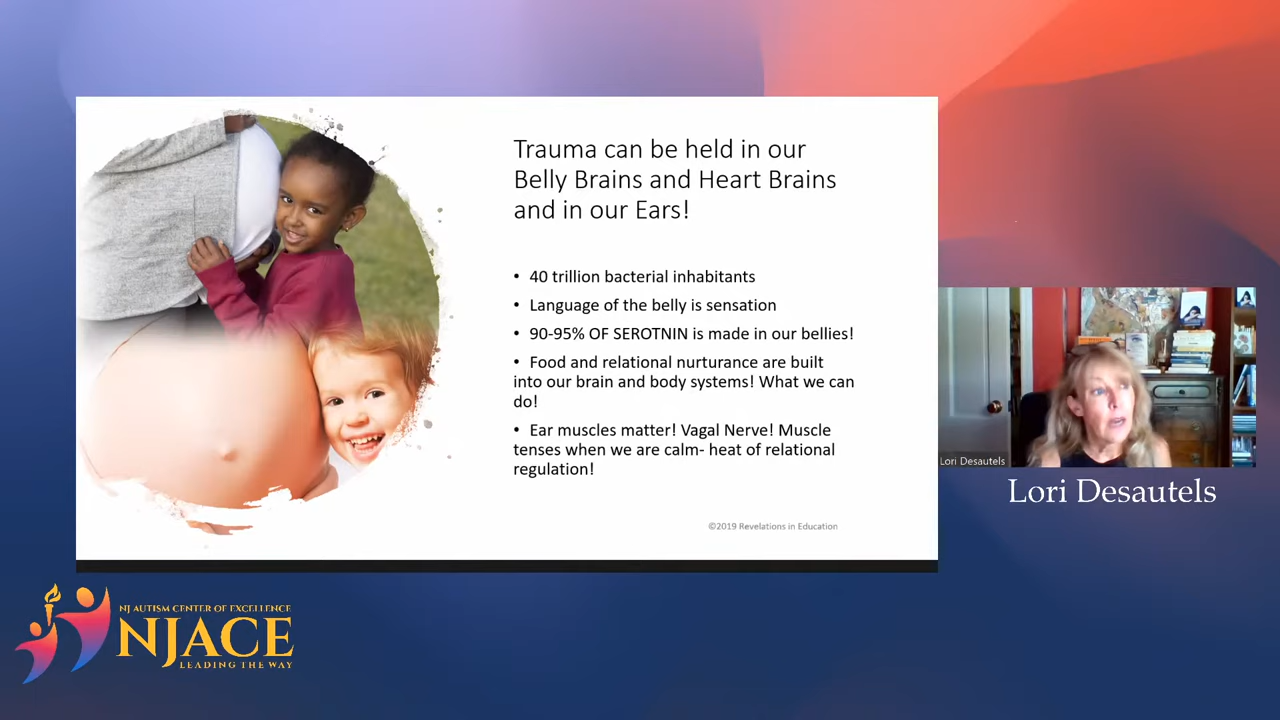 Trauma can be held in our
Belly Brains and Heart Brains
and in our Ears!
• 40 trillion bacterial inhabitants
• Language of the belly is sensation
• 90-95% OF SEROTNIN is made in our bellies!
• Food and relational nurturance are built
into our brain and body systems! What we can
do!
• Ear muscles matter! Vagal Nerve! Muscle
tenses when we are calm- heat of relational
regulation!
©2019 Revelations in Education
Lori Desautels
Lori Desautels
NJ AUTISM CENTER OF EXCELLENCE
NJACE
LEADING THE WAY